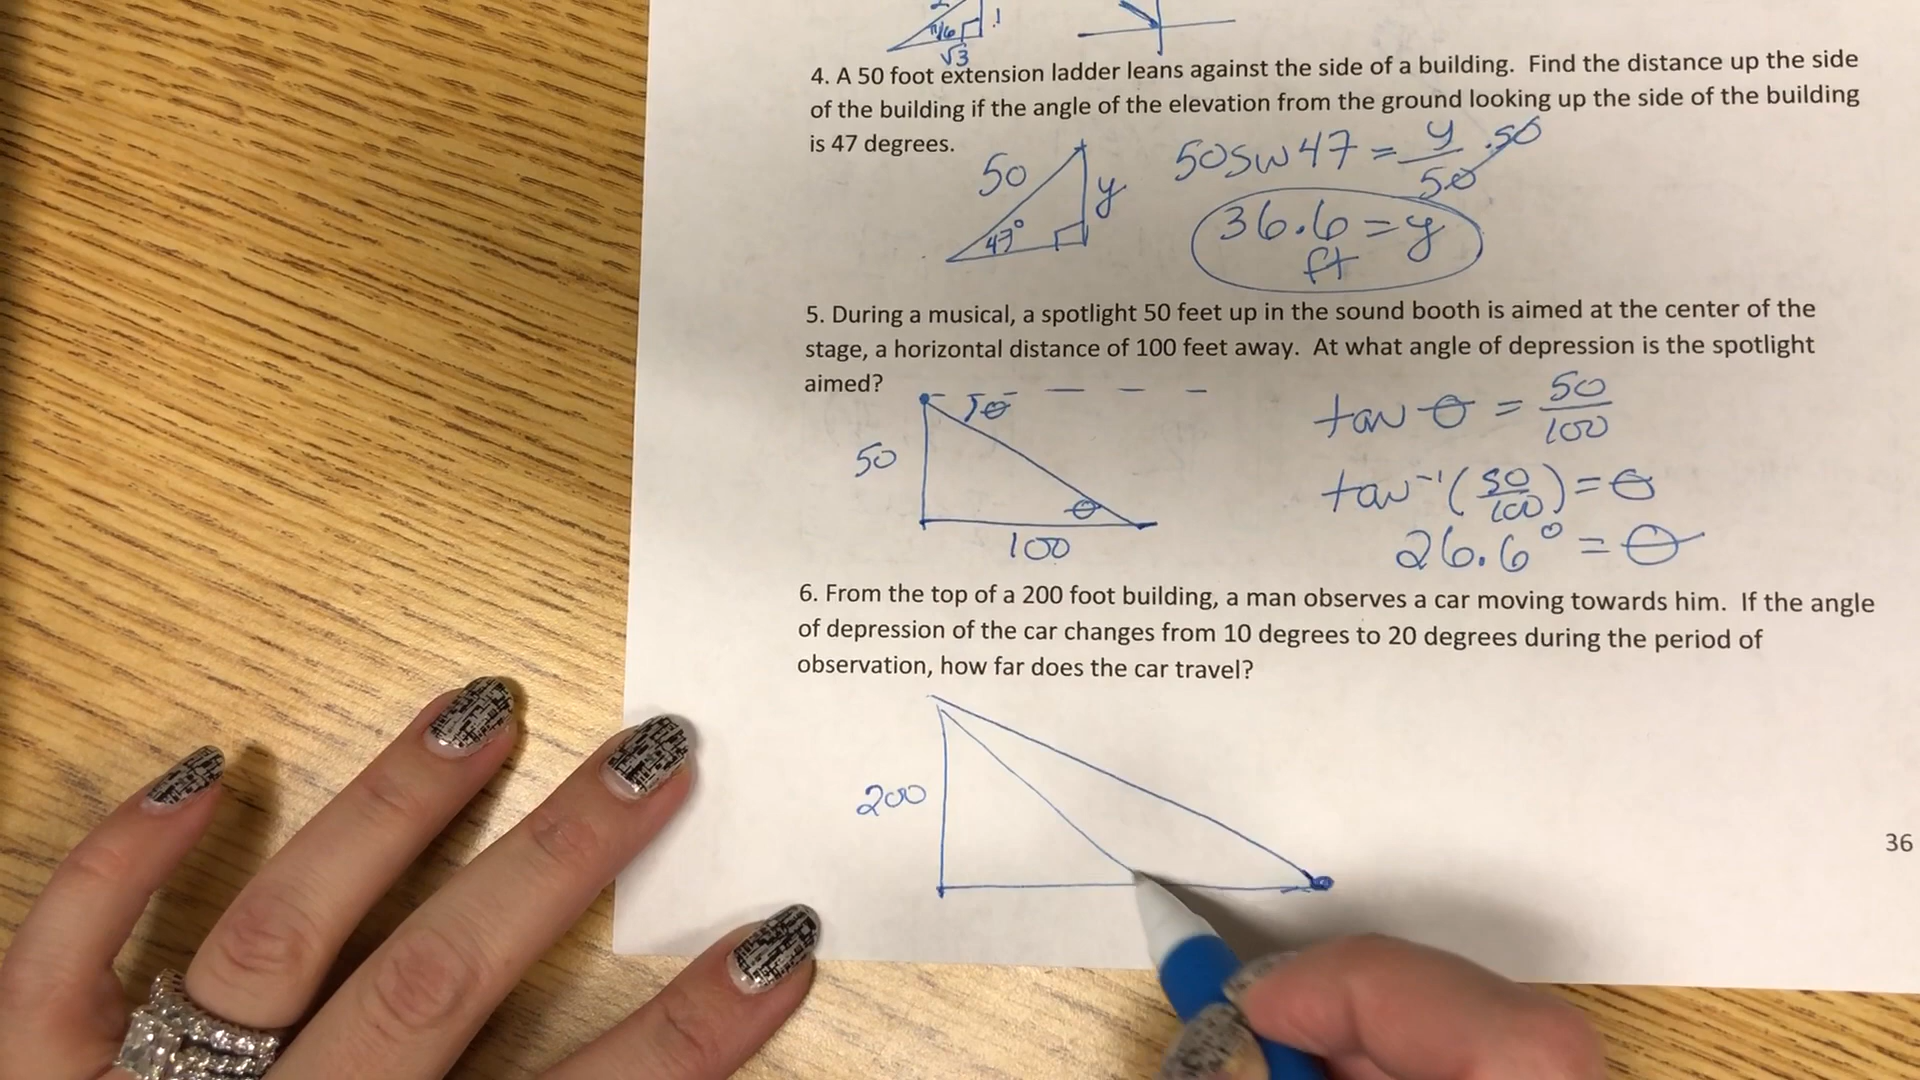 2
π/6
1
√3
4. A 50 foot extension ladder leans against the side of a building. Find the distance up the side
of the building if the angle of the elevation from the ground looking up the side of the building
is 47 degrees.
50
y
47°
50sin47 = y/50 .50
36.6 = y
ft
5. During a musical, a spotlight 50 feet up in the sound booth is aimed at the center of the
stage, a horizontal distance of 100 feet away. At what angle of depression is the spotlight
aimed?
θ
50
θ
100
tan θ = 50/100
tan⁻¹(50/100) = θ
26.6° = θ
6. From the top of a 200 foot building, a man observes a car moving towards him. If the angle
of depression of the car changes from 10 degrees to 20 degrees during the period of
observation, how far does the car travel?
200
36